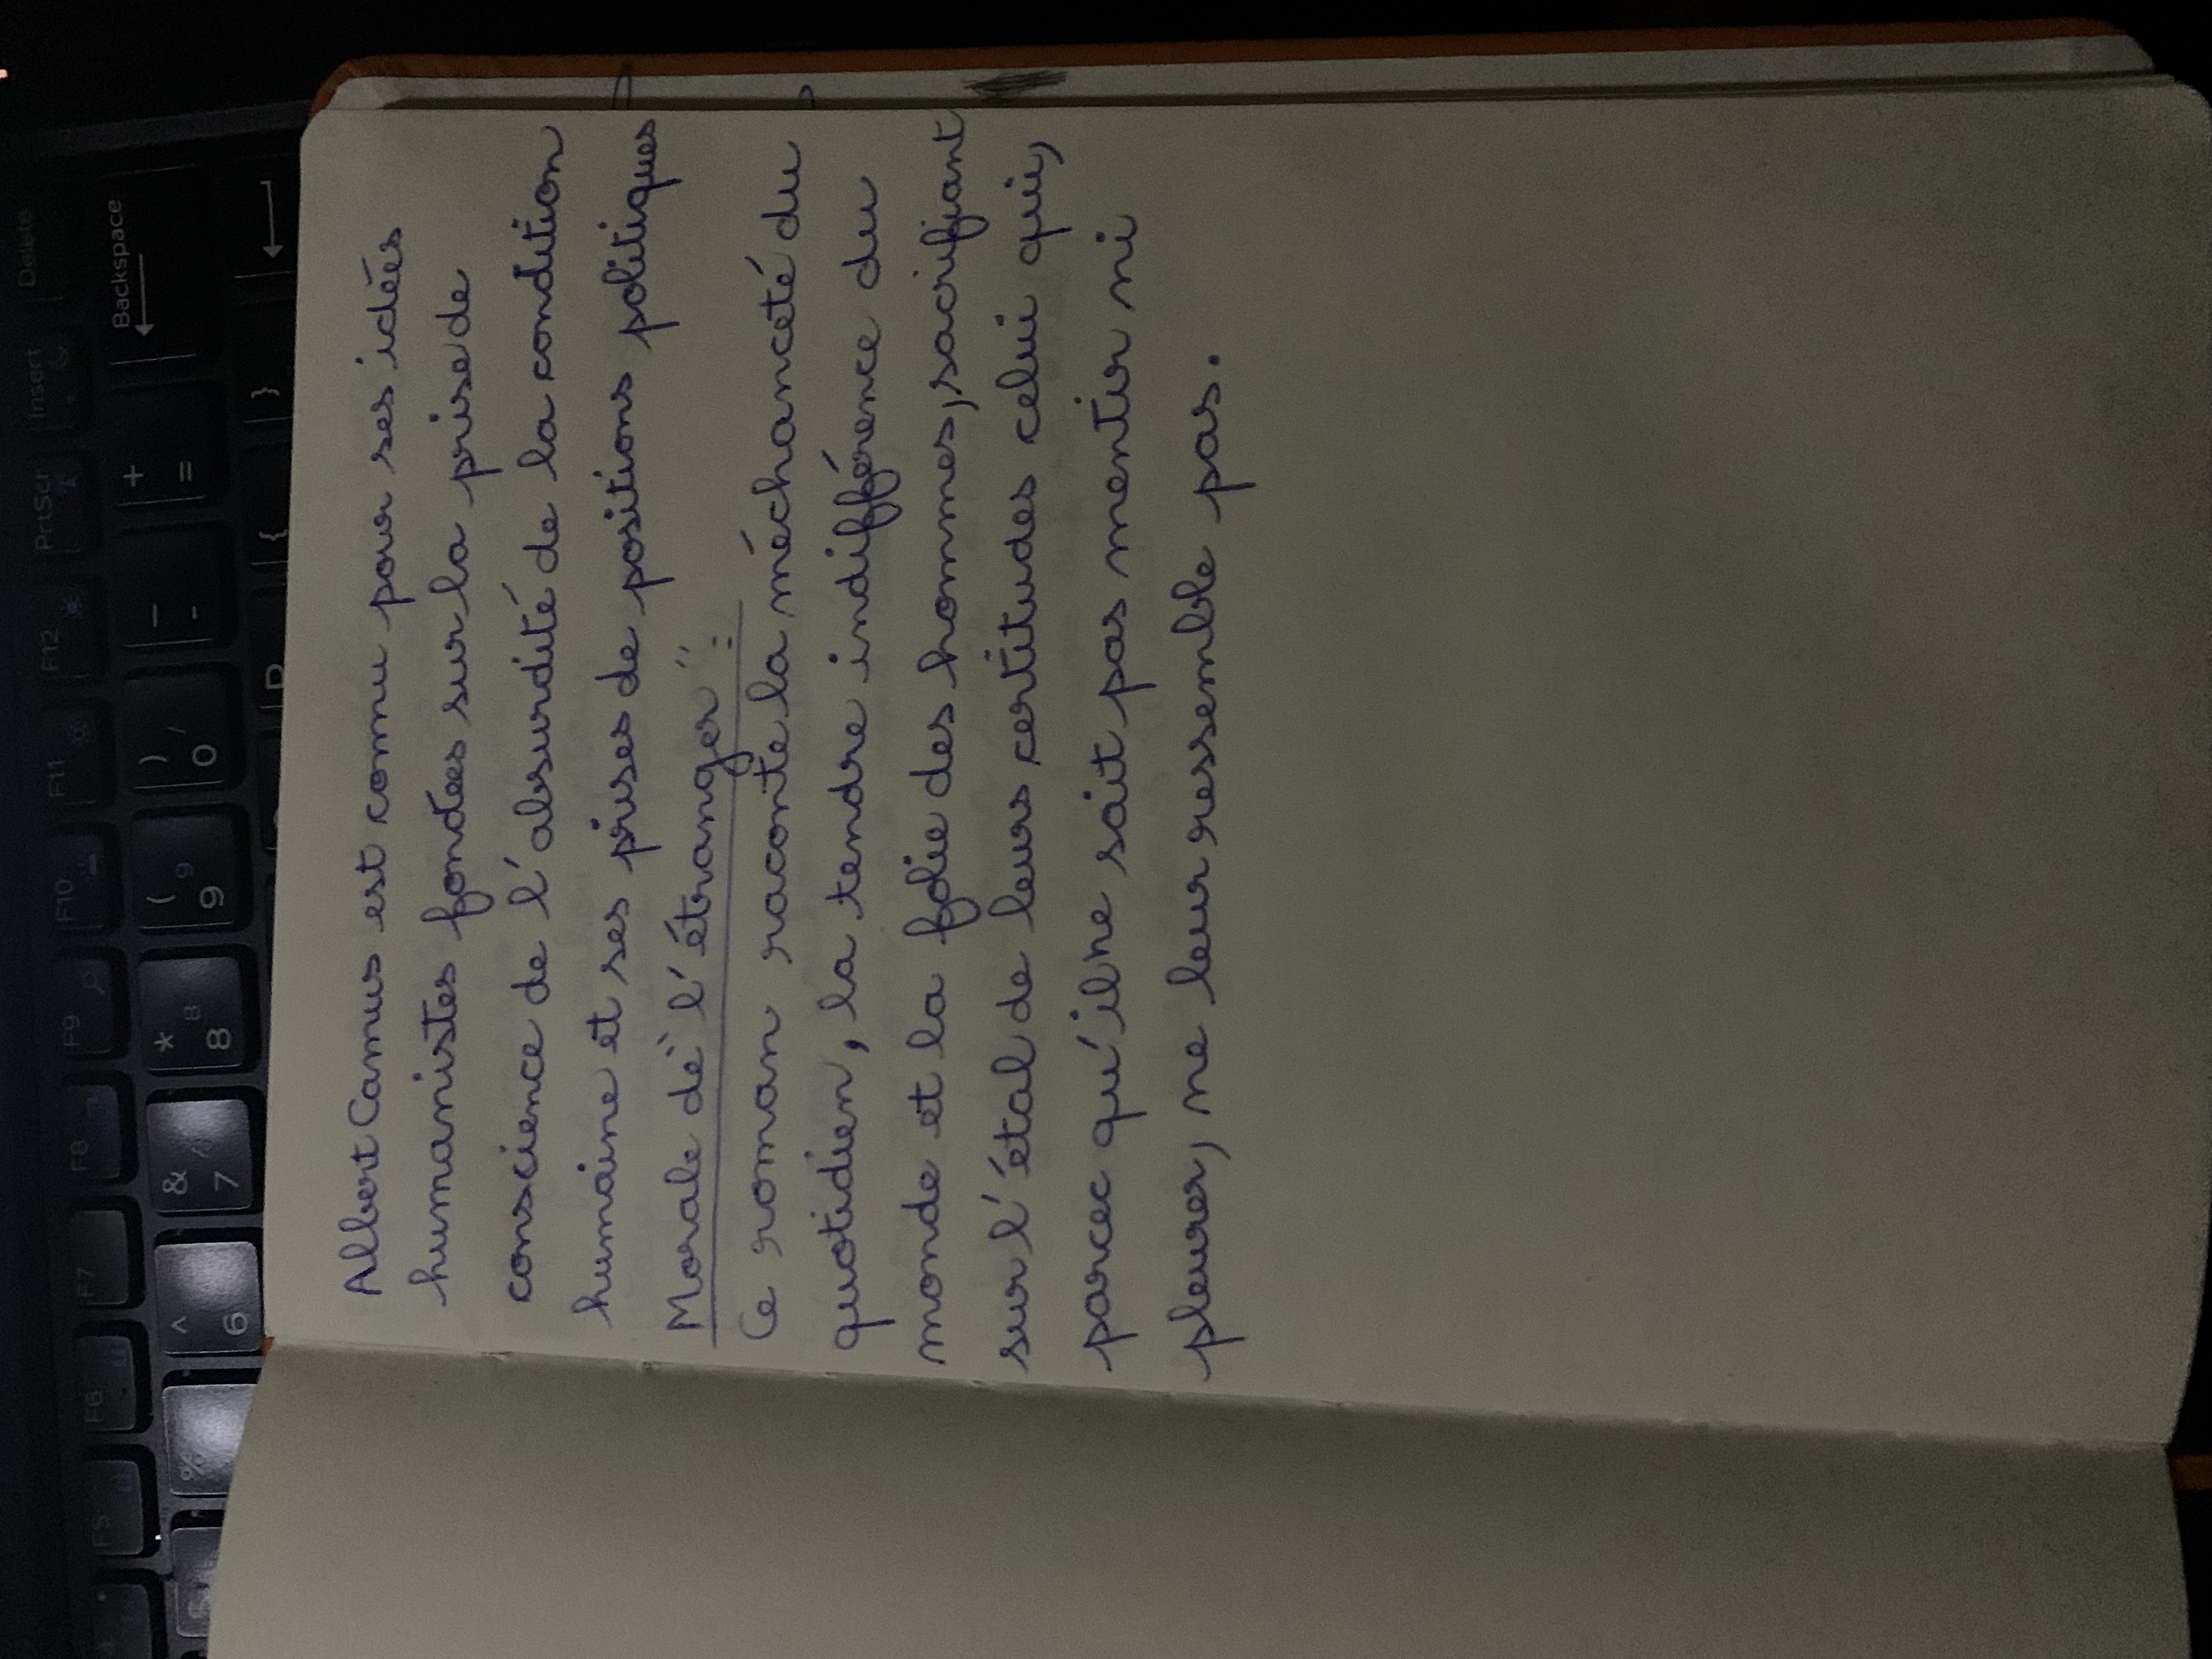 F5 F6 F7 F8 F9 F10 F11 F12 PrtScr Insert Delete
% ^ & * ( ) — + Backspace
6 7 8 8 9 9 0 / - =
P { }
Albert Camus est connu pour ses idées
humanistes fondées sur la prise de
conscience de l'absurdité de la condition
humaine et ses prises de positions politiques
Morale de "l'étranger":
Ce roman raconte la méchanceté du
quotidien, la tendre indifférence du
monde et la folie des hommes, sacrifiant
sur l'étal de leurs certitudes celui qui,
parcec qu'il ne sait pas mentir ni
pleurer, ne leur ressemble pas.